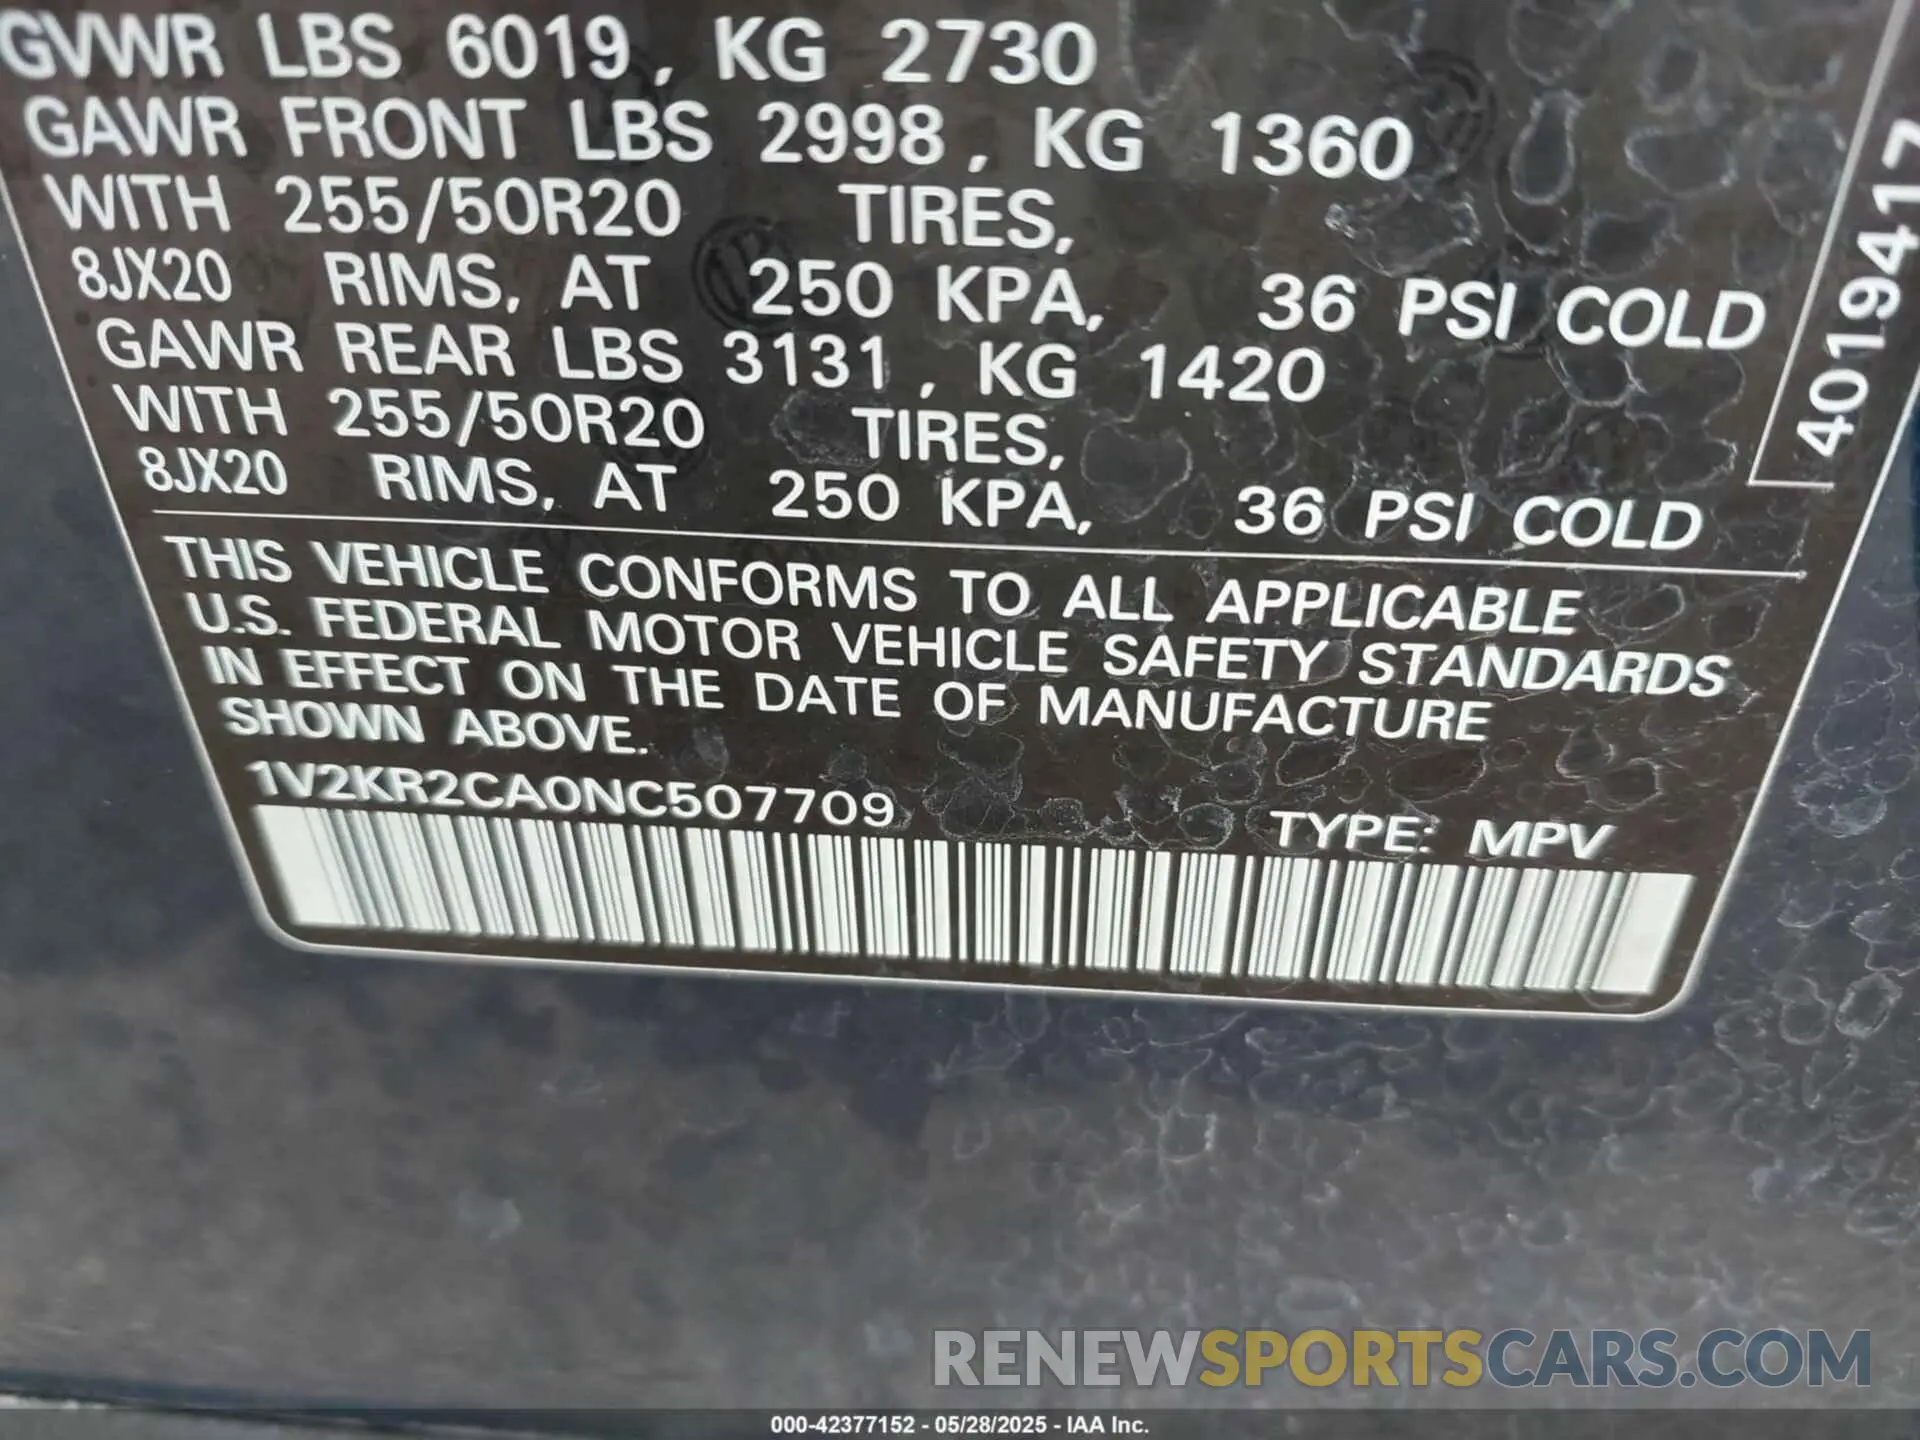 GVWR LBS 6019, KG 2730
GAWR FRONT LBS 2998, KG 1360
WITH 255/50R20 TIRES,
8JX20 RIMS, AT 250 KPA, 36 PSI COLD
GAWR REAR LBS 3131, KG 1420
WITH 255/50R20 TIRES,
8JX20 RIMS, AT 250 KPA, 36 PSI COLD
4019417
THIS VEHICLE CONFORMS TO ALL APPLICABLE
U.S. FEDERAL MOTOR VEHICLE SAFETY STANDARDS
IN EFFECT ON THE DATE OF MANUFACTURE
SHOWN ABOVE.
1V2KR2CA0NC507709 TYPE: MPV
RENEWSPORTSCARS.COM
000-42377152 - 05/28/2025 - IAA Inc.